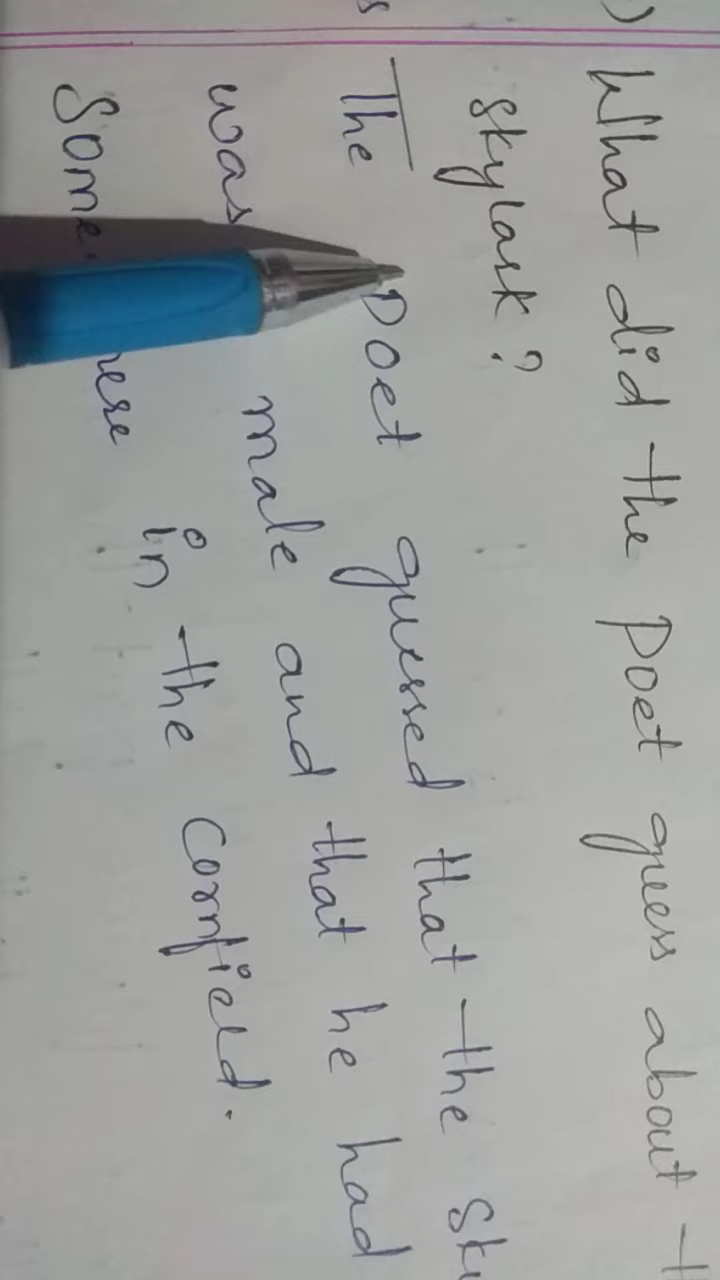 ) What did the poet guess about
skylark?
s The poet guessed that the
was male and that he had
in the cornfield.